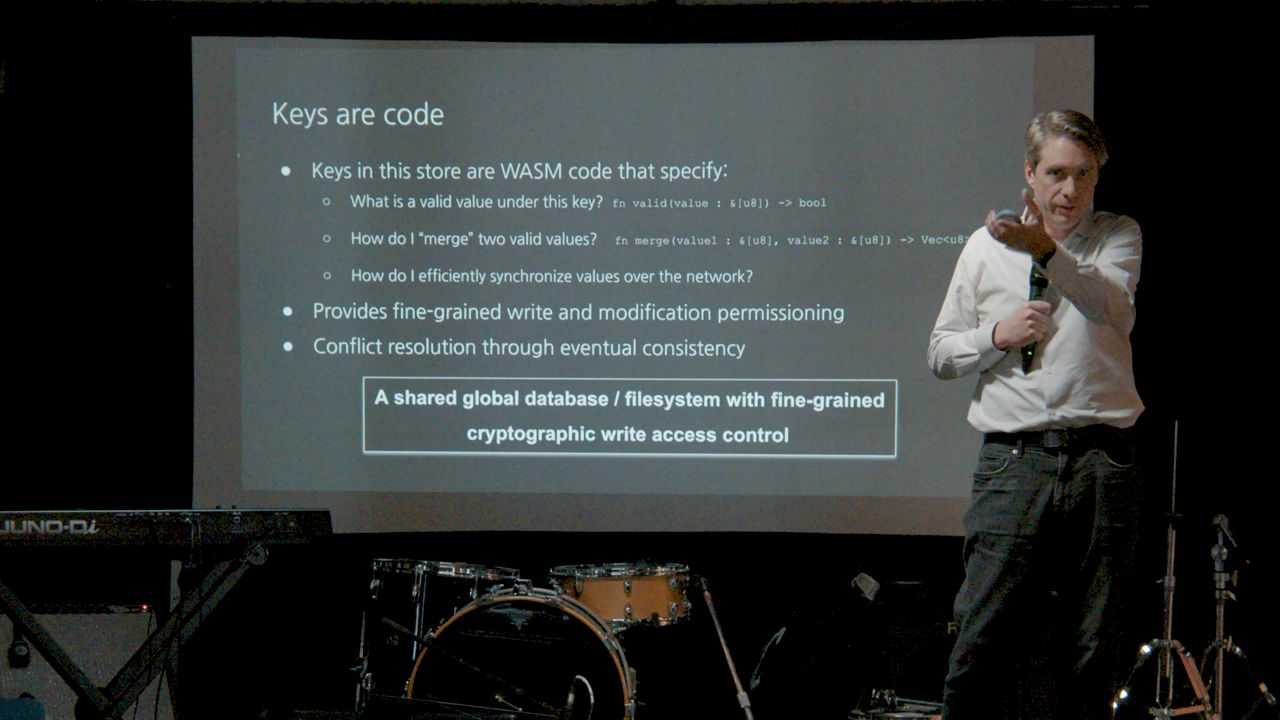 Keys are code
● Keys in this store are WASM code that specify:
○ What is a valid value under this key? fn valid(value : &[u8]) -> bool
○ How do I "merge" two valid values? fn merge(value1 : &[u8], value2 : &[u8]) -> Vec<u8>
○ How do I efficiently synchronize values over the network?
● Provides fine-grained write and modification permissioning
● Conflict resolution through eventual consistency
A shared global database / filesystem with fine-grained
cryptographic write access control
JUNO-Di